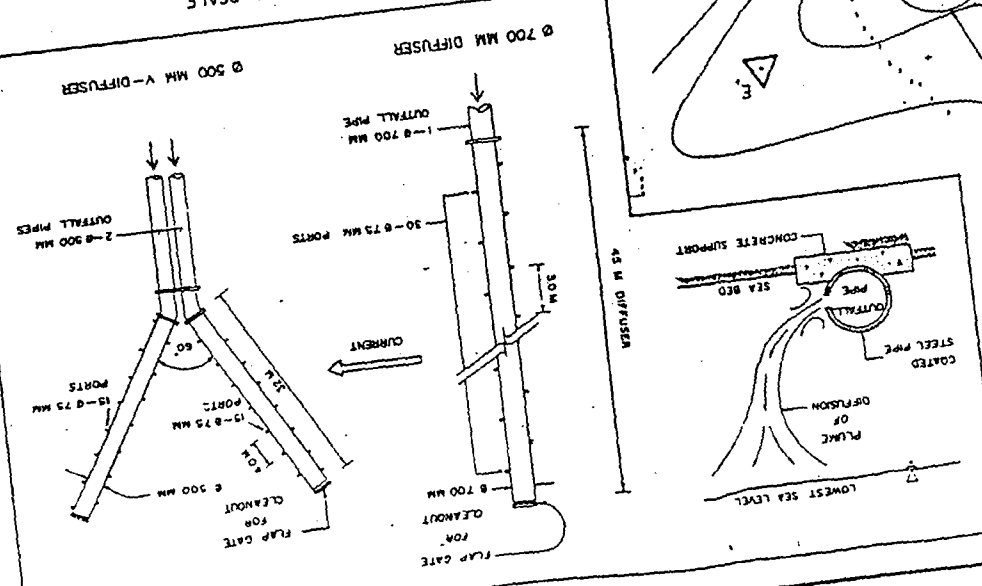 SCALE
Ø 700 MM DIFFUSER
1-Ø 700 MM
OUTFALL PIPE
30-Ø 75 MM PORTS
3.0 M
45 M DIFFUSER
CURRENT
Ø 700 MM
FLAP GATE
FOR
CLEANOUT
Ø 500 MM V-DIFFUSER
2-Ø 500 MM
OUTFALL PIPES
60°
32 M
15-Ø 75 MM
PORTS
15-Ø 75 MM
PORTS
4.0 M
Ø 500 MM
FLAP GATE
FOR
CLEANOUT
LOWEST SEA LEVEL
PLUME
OF
DIFFUSION
COATED
STEEL PIPE
OUTFALL
PIPE
SEA BED
CONCRETE SUPPORT